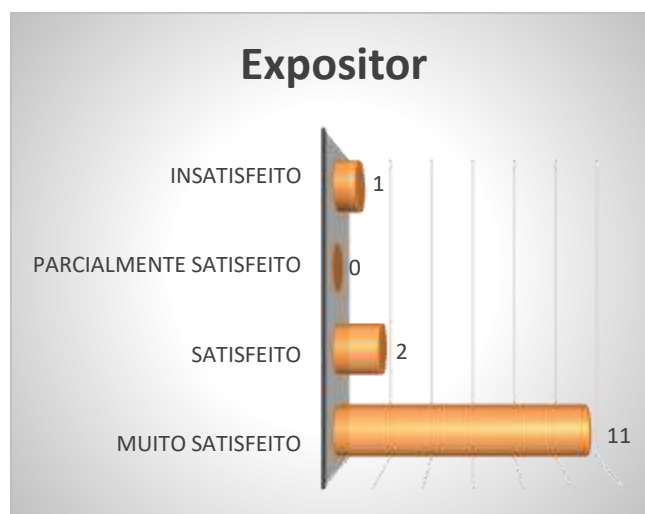 Expositor
INSATISFEITO 1
PARCIALMENTE SATISFEITO 0
SATISFEITO 2
MUITO SATISFEITO 11